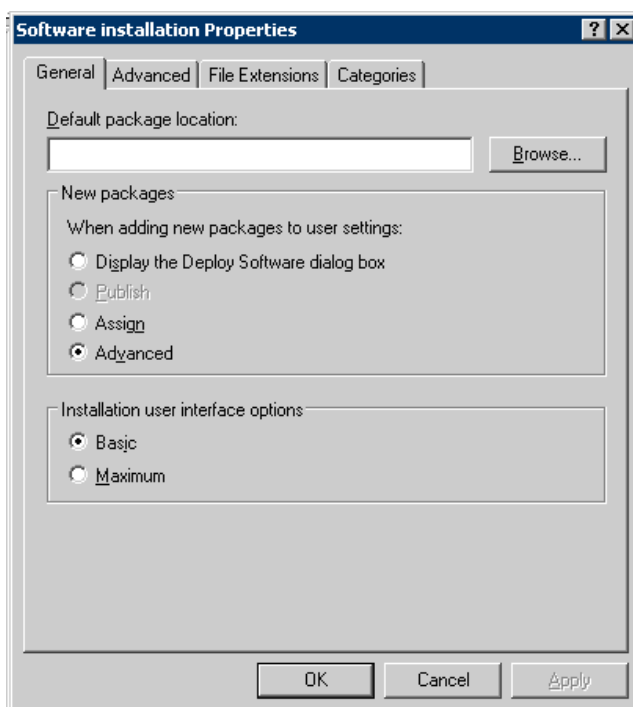 Software installation Properties
General Advanced File Extensions Categories
Default package location:
Browse...
New packages
When adding new packages to user settings:
Display the Deploy Software dialog box
Publish
Assign
Advanced
Installation user interface options
Basic
Maximum
OK Cancel Apply